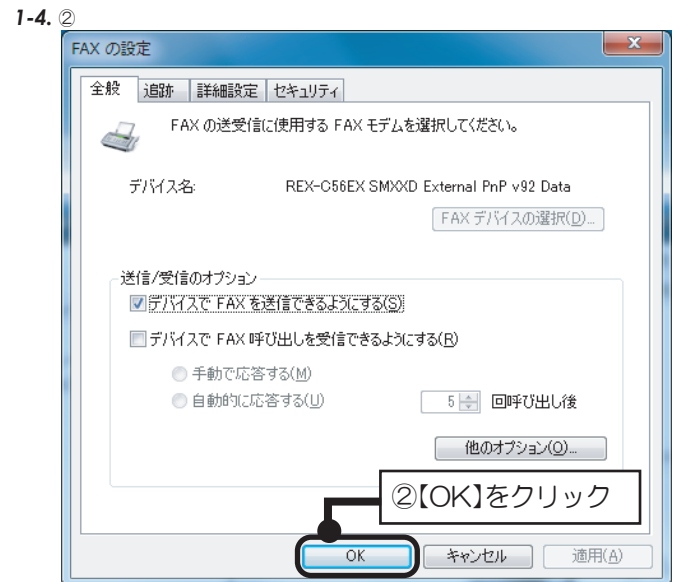 1-4. ②
FAX の設定
全般 追跡 詳細設定 セキュリティ
FAX の送受信に使用する FAX モデムを選択してください。
デバイス名: REX-C56EX SMXXD External PnP v92 Data
FAX デバイスの選択(D)...
送信/受信のオプション
デバイスで FAX を送信できるようにする(S)
デバイスで FAX 呼び出しを受信できるようにする(R)
手動で応答する(M)
自動的に応答する(U) 5 回呼び出し後
他のオプション(O)...
②【OK】をクリック
OK キャンセル 適用(A)